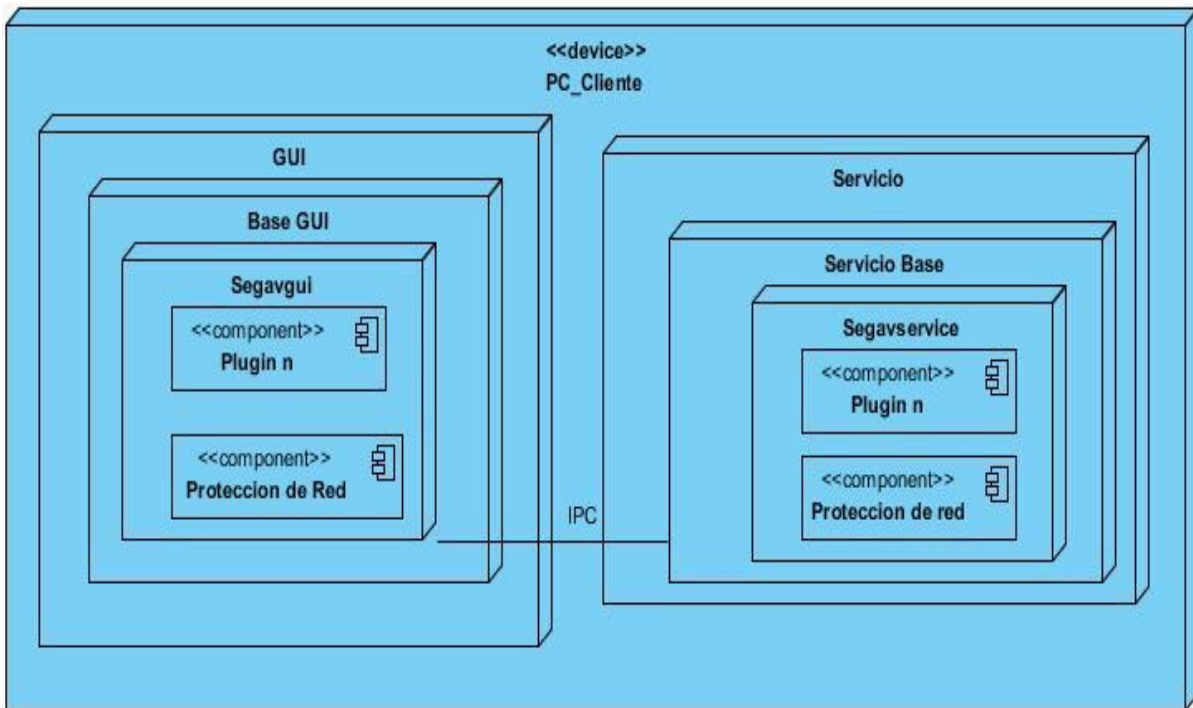 <<device>>
PC_Cliente
GUI
Base GUI
Segavgui
<<component>>
Plugin n
<<component>>
Proteccion de Red
IPC
Servicio
Servicio Base
Segavservice
<<component>>
Plugin n
<<component>>
Proteccion de red